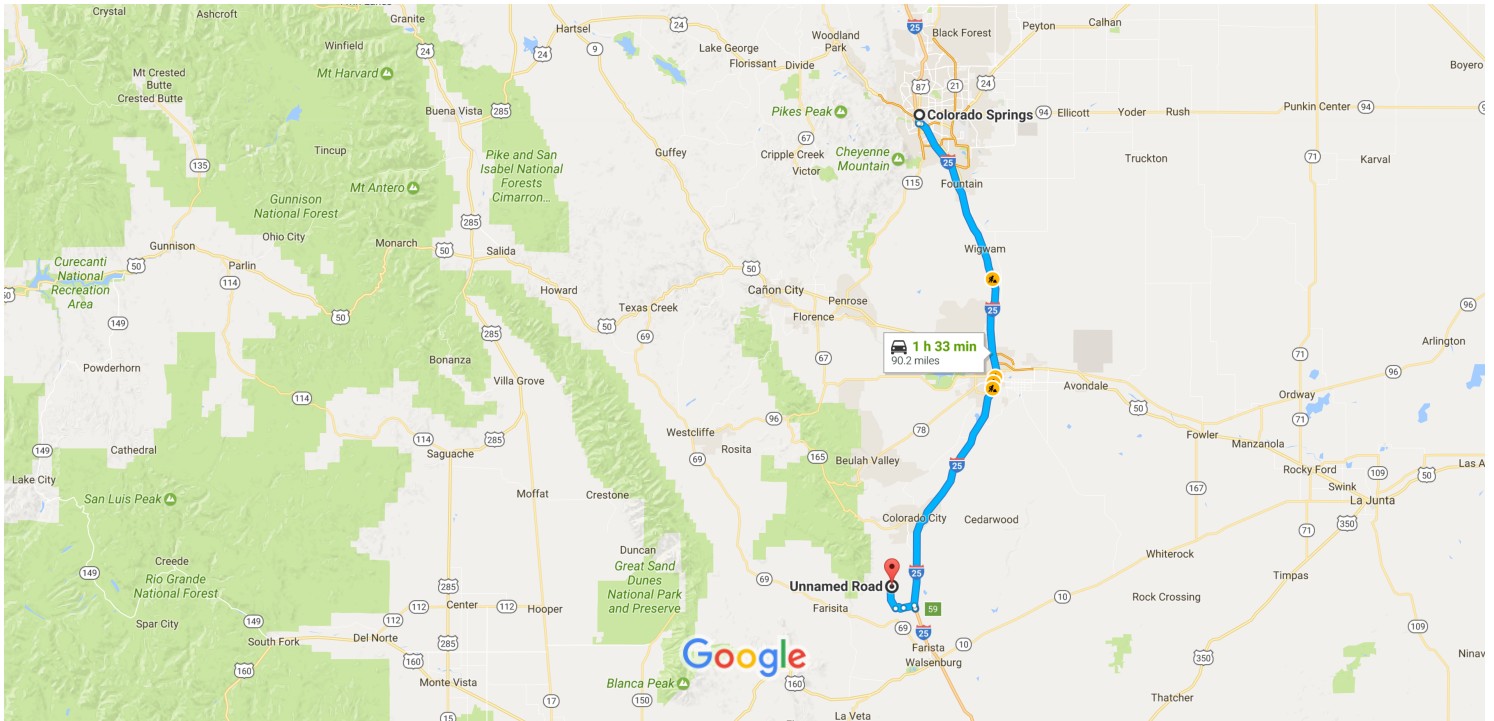 Crystal
Ashcroft
Granite
Winfield
24
Mt Harvard
Mt Crested
Butte
Crested Butte
Buena Vista
285
Hartsel
24
9
24
Lake George
Florissant
Divide
Woodland
Park
25
Black Forest
Peyton
Calhan
Boyero
87
21
24
Pikes Peak
Colorado Springs
94
Ellicott
Yoder
Rush
Punkin Center
94
67
Guffey
Cripple Creek
Victor
Cheyenne
Mountain
25
Truckton
71
Karval
115
Fountain
135
Tincup
Pike and San
Isabel National
Forests
Cimarron...
Mt Antero
Gunnison
National Forest
285
Ohio City
Gunnison
Monarch
50
Salida
Wigwam
Curecanti
National
Recreation
Area
50
Parlin
114
50
50
Howard
Texas Creek
50
50
Cañon City
Penrose
Florence
25
96
149
50
285
69
67
1 h 33 min
90.2 miles
71
Arlington
Powderhorn
Bonanza
Villa Grove
Avondale
96
114
50
Ordway
71
96
Westcliffe
78
Fowler
Manzanola
149
Cathedral
114
285
Saguache
69
Rosita
165
Beulah Valley
25
Rocky Ford
109
50
Las A
Lake City
San Luis Peak
Moffat
Crestone
167
Swink
La Junta
Colorado City
Cedarwood
71
350
Creede
Duncan
Great Sand
Dunes
National Park
and Preserve
Whiterock
149
Rio Grande
National Forest
285
69
Unnamed Road
25
Timpas
112
Center
112
Hooper
Farisita
59
10
Rock Crossing
Spar City
149
112
South Fork
Del Norte
285
69
25
10
109
160
160
Google
Farista
Walsenburg
350
Ninav
Monte Vista
Blanca Peak
160
17
150
Thatcher
15
La Veta